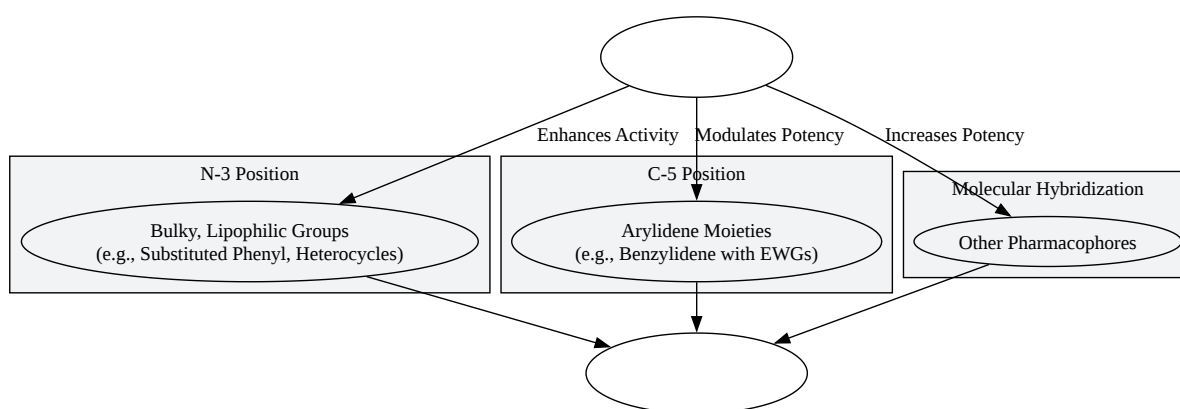 Enhances Activity
Modulates Potency
Increases Potency
N-3 Position
C-5 Position
Molecular Hybridization
Bulky, Lipophilic Groups
(e.g., Substituted Phenyl, Heterocycles)
Arylidene Moieties
(e.g., Benzylidene with EWGs)
Other Pharmacophores